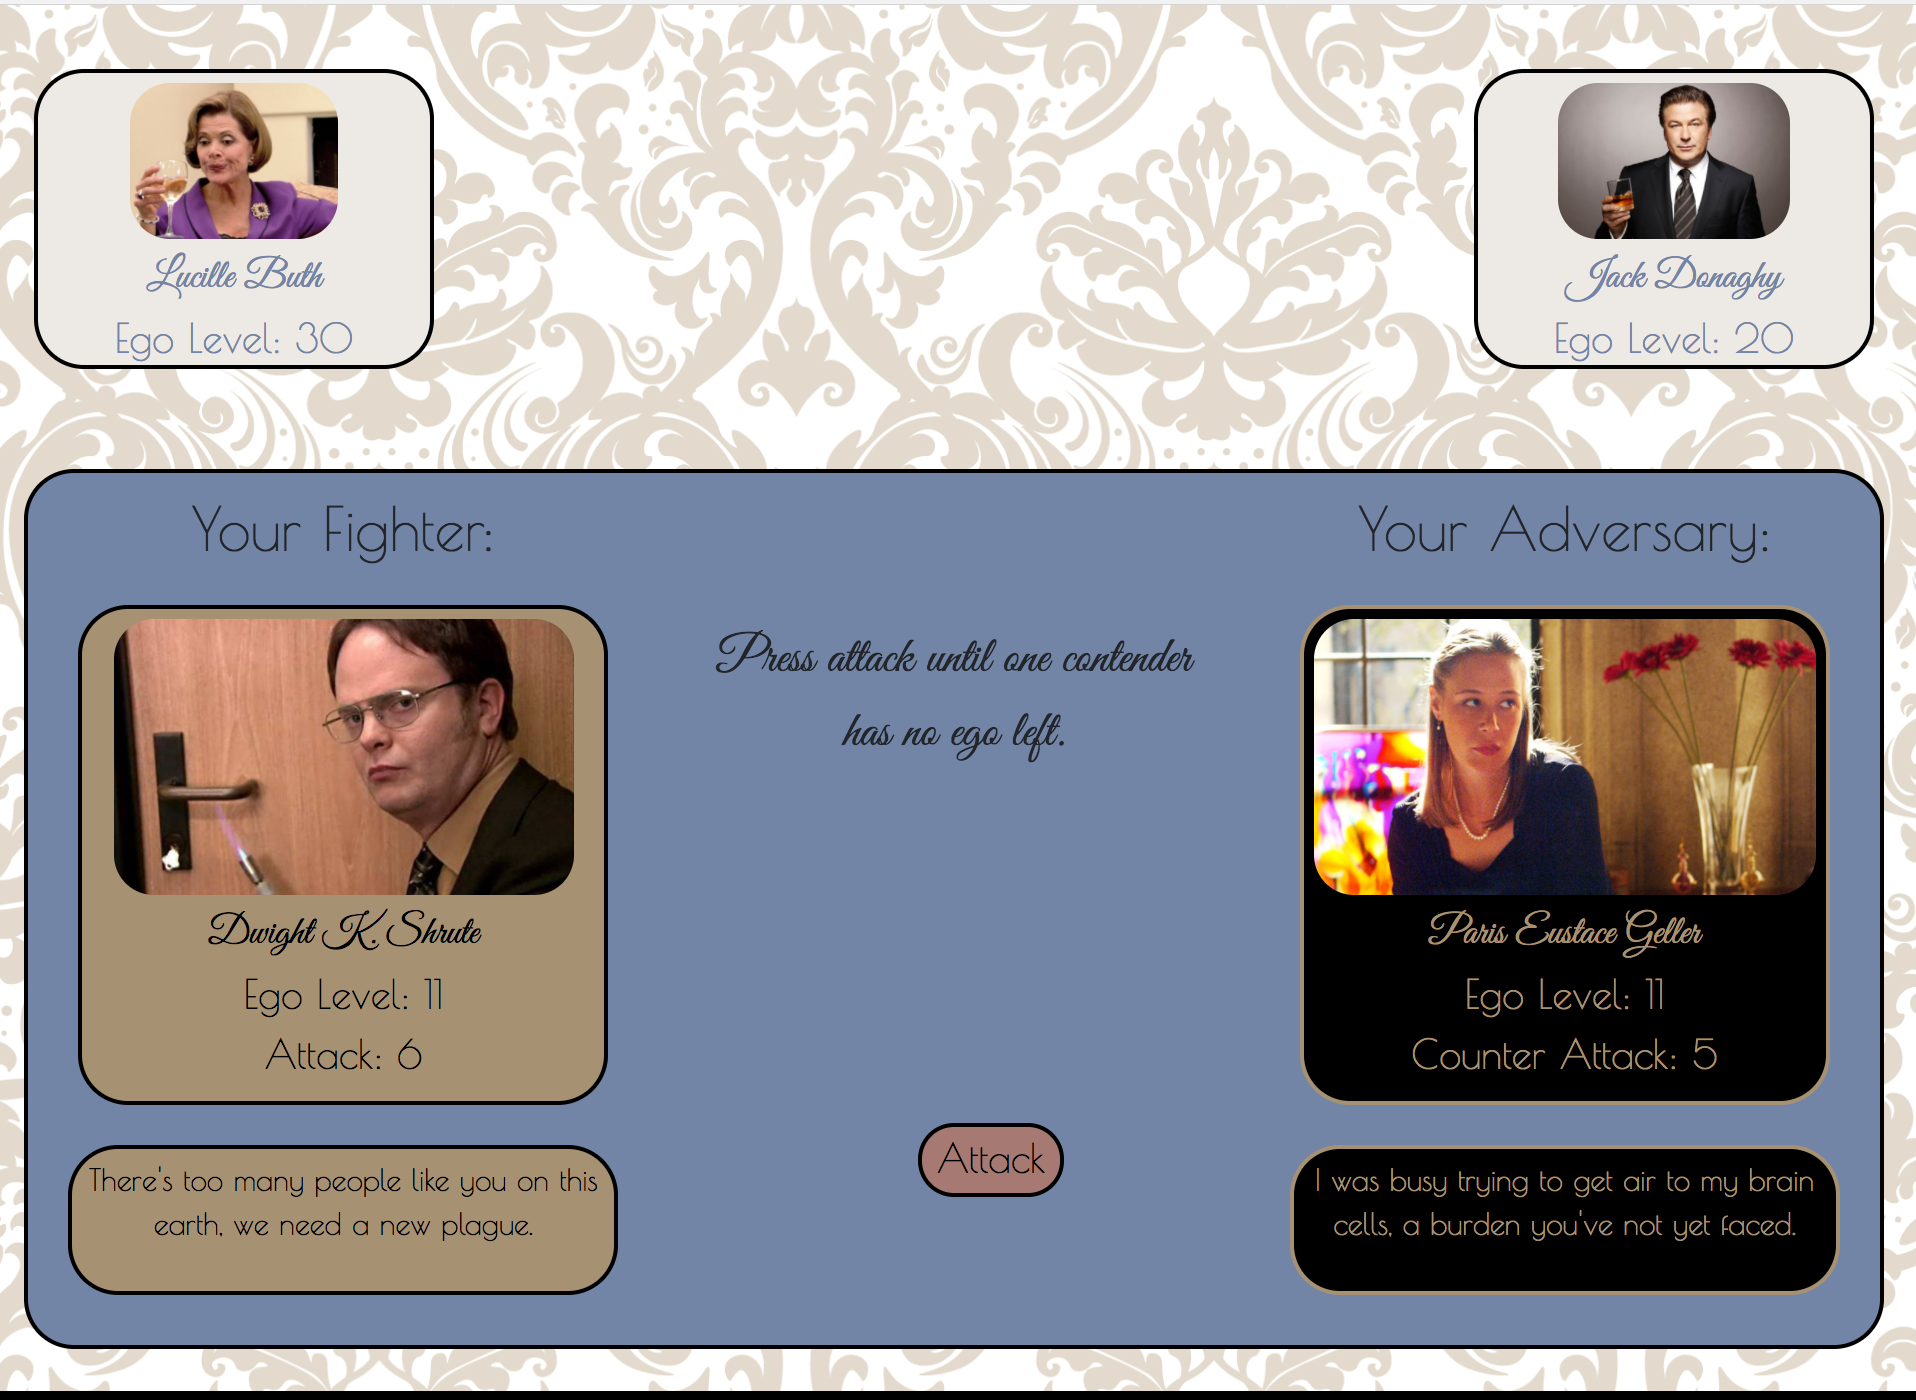 Lucille Buth
Ego Level: 30
Jack Donaghy
Ego Level: 20
Your Fighter:
Your Adversary:
Press attack until one contender
has no ego left.
Dwight K. Shrute
Ego Level: 11
Attack: 6
Paris Eustace Geller
Ego Level: 11
Counter Attack: 5
Attack
There's too many people like you on this
earth, we need a new plague.
I was busy trying to get air to my brain
cells, a burden you've not yet faced.